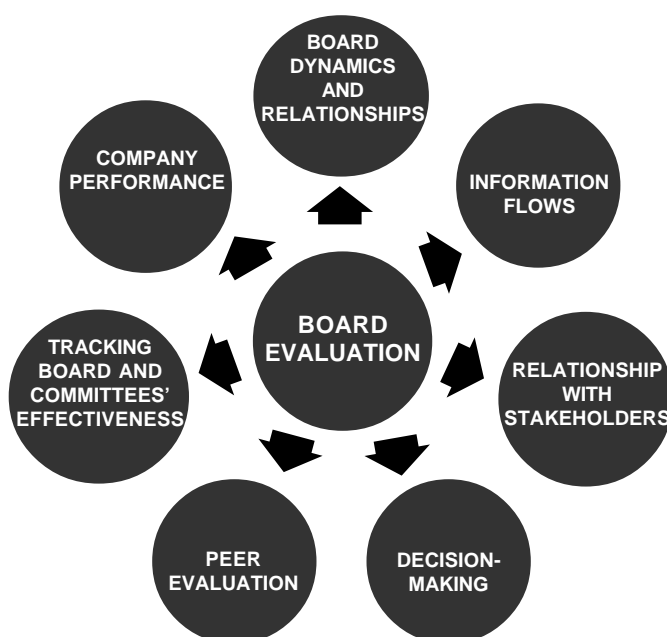 BOARD
DYNAMICS
AND
RELATIONSHIPS
INFORMATION
FLOWS
RELATIONSHIP
WITH
STAKEHOLDERS
DECISION-
MAKING
PEER
EVALUATION
TRACKING
BOARD AND
COMMITTEES’
EFFECTIVENESS
COMPANY
PERFORMANCE
BOARD
EVALUATION